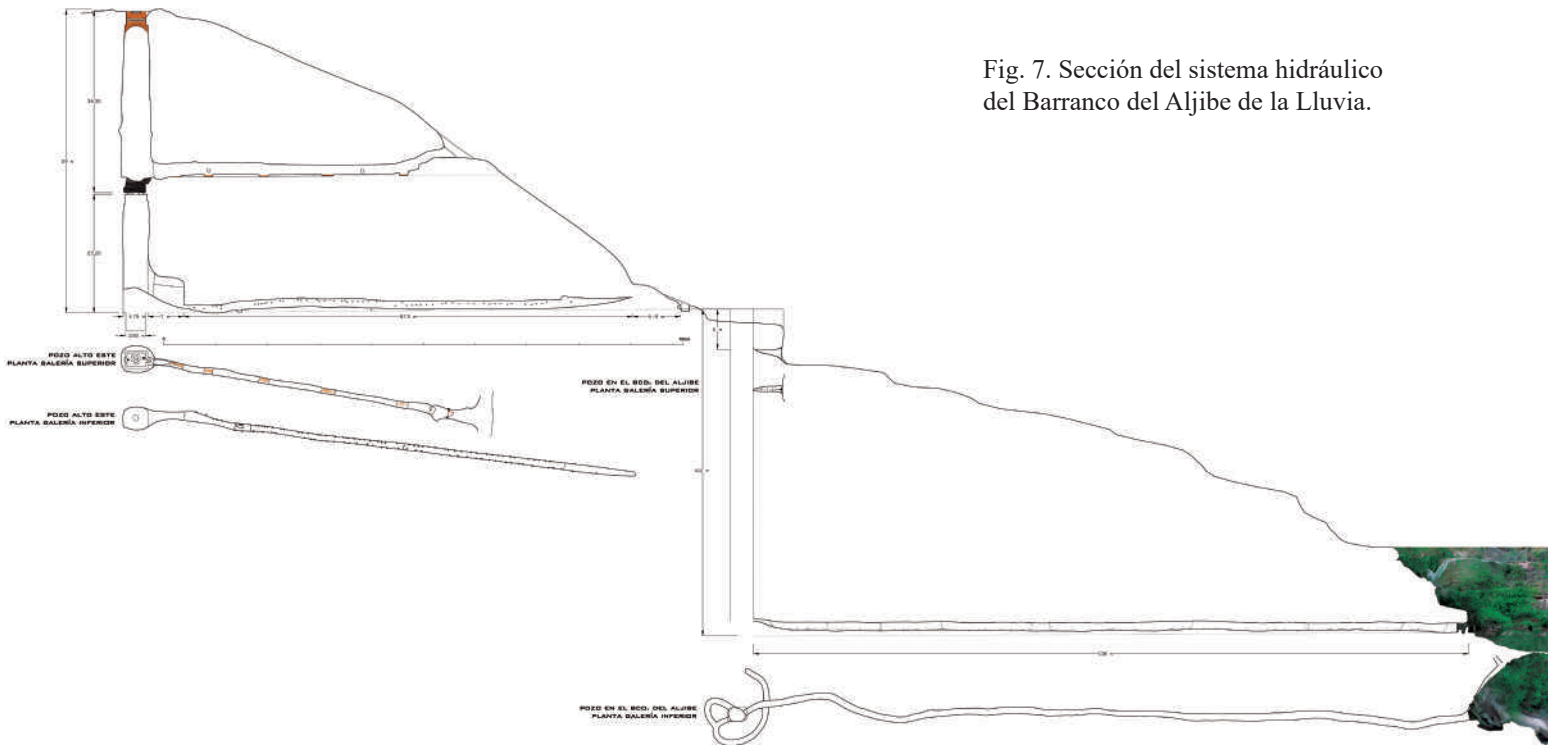 Fig. 7. Sección del sistema hidráulico
del Barranco del Aljibe de la Lluvia.
POZO ALTO ESTE
PLANTA GALERÍA SUPERIOR
POZO ALTO ESTE
PLANTA GALERÍA INFERIOR
POZO EN EL BCO. DEL ALJIBE
PLANTA GALERÍA SUPERIOR
POZO EN EL BCO. DEL ALJIBE
PLANTA GALERÍA INFERIOR